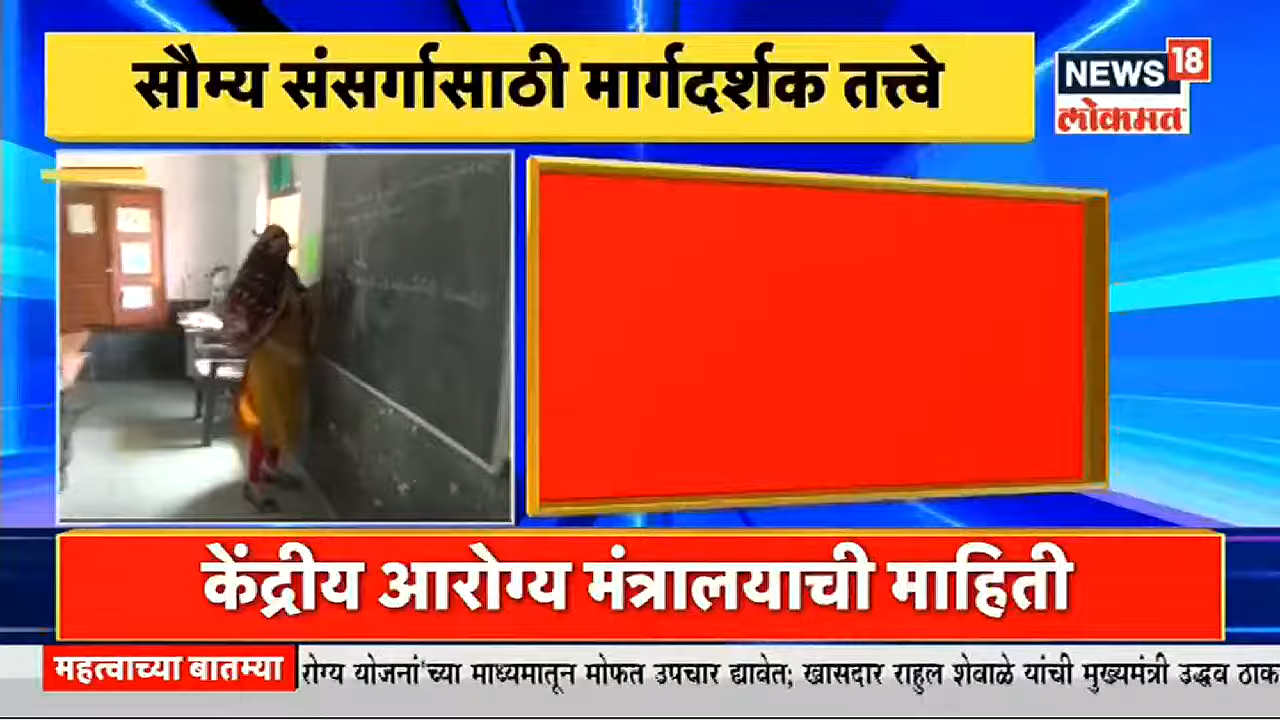 सौम्य संसर्गासाठी मार्गदर्शक तत्त्वे
NEWS 18
लोकमत
केंद्रीय आरोग्य मंत्रालयाची माहिती
महत्वाच्या बातम्या
रोग्य योजनां'च्या माध्यमातून मोफत उपचार द्यावेत; खासदार राहुल शेवाळे यांची मुख्यमंत्री उद्धव ठाक